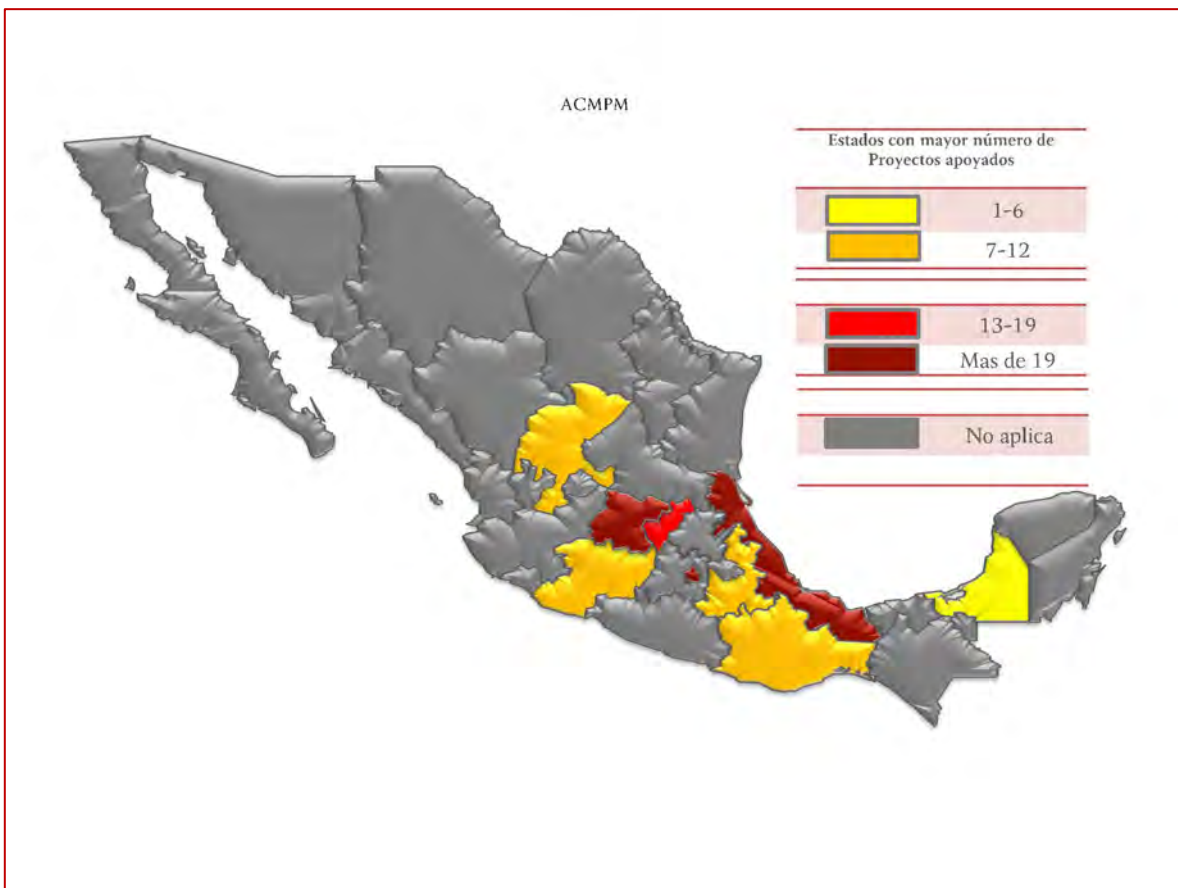 ACMPM
Estados con mayor número de
Proyectos apoyados
1-6
7-12
13-19
Mas de 19
No aplica